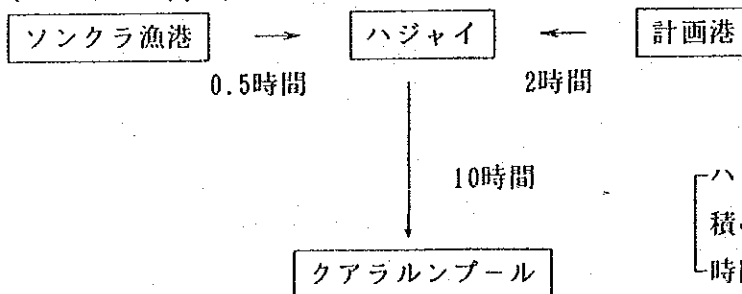 ソンクラ漁港 → ハジャイ ← 計画港
0.5時間 2時間
10時間
ハ
積
時
クアラルンプール